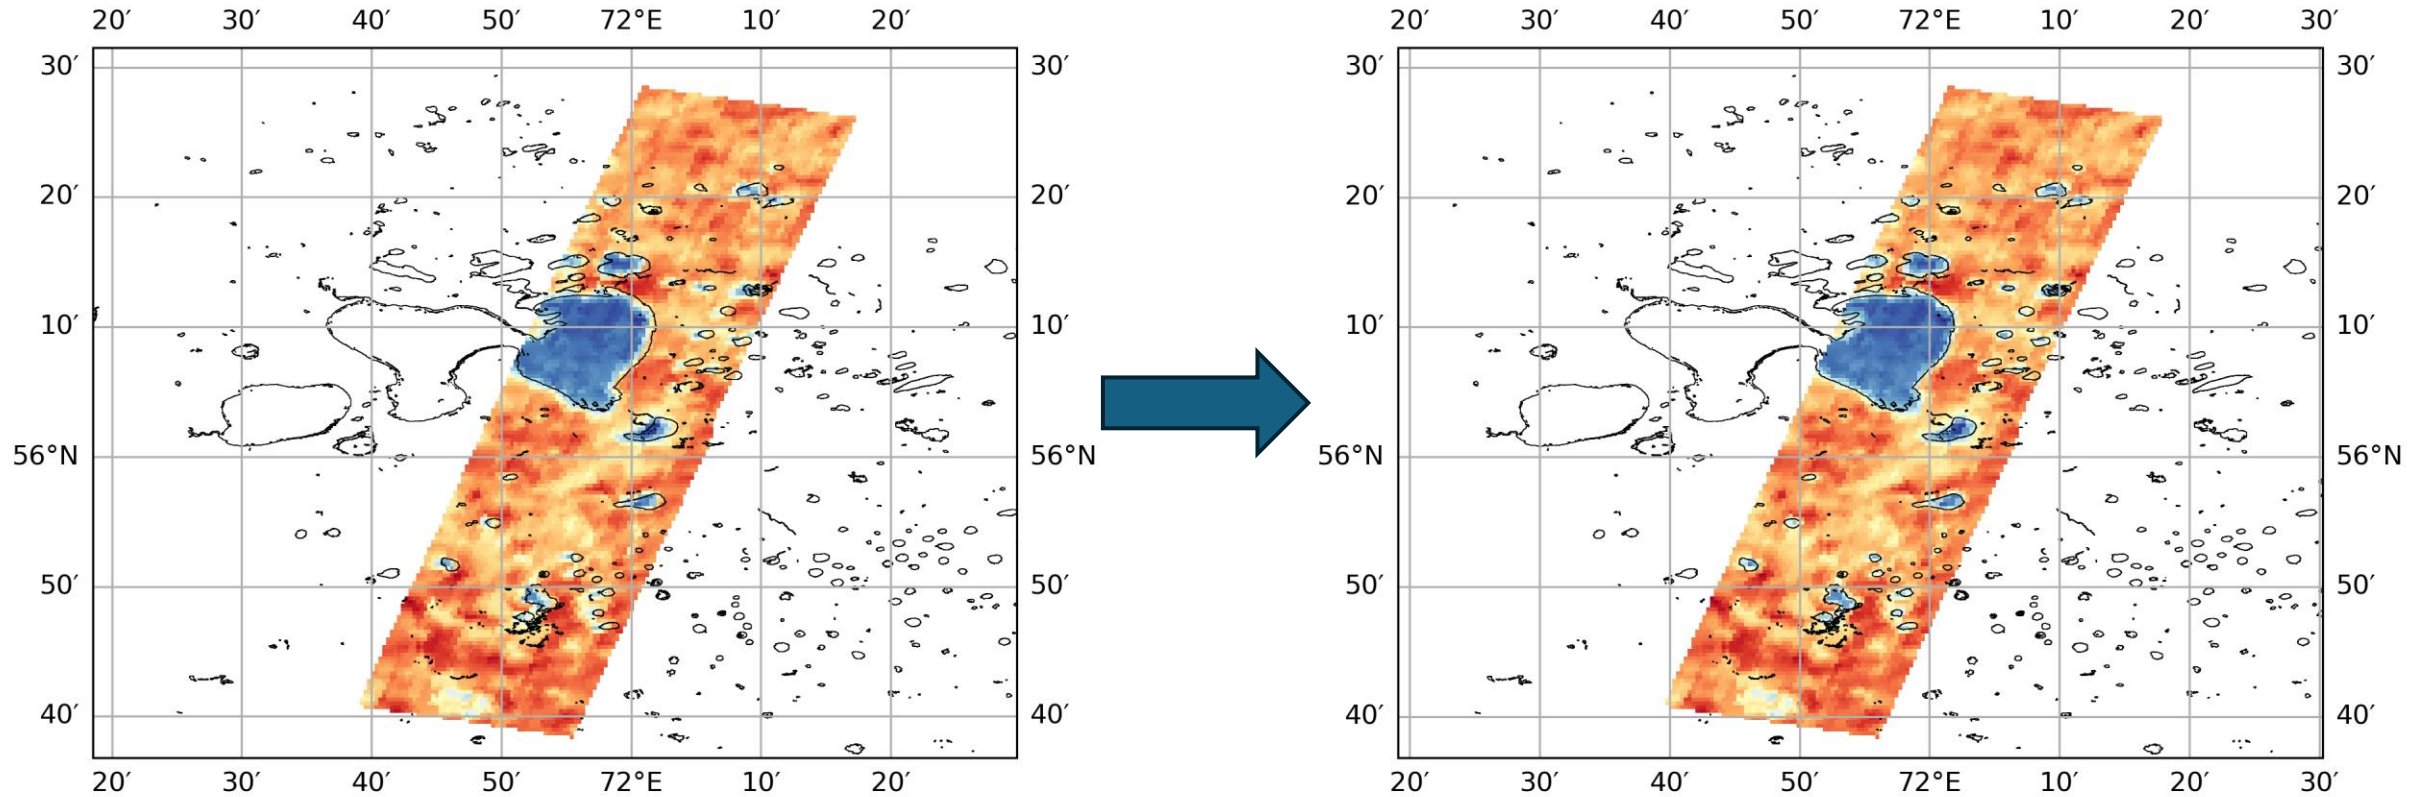 20′ 30′ 40′ 50′ 72°E 10′ 20′
20′ 30′ 40′ 50′ 72°E 10′ 20′ 30′
30′ 30′ 30′ 30′
20′ 20′ 20′ 20′
10′ 10′ 10′ 10′
56°N 56°N 56°N 56°N
50′ 50′ 50′ 50′
40′ 40′ 40′ 40′
20′ 30′ 40′ 50′ 72°E 10′ 20′
20′ 30′ 40′ 50′ 72°E 10′ 20′ 30′